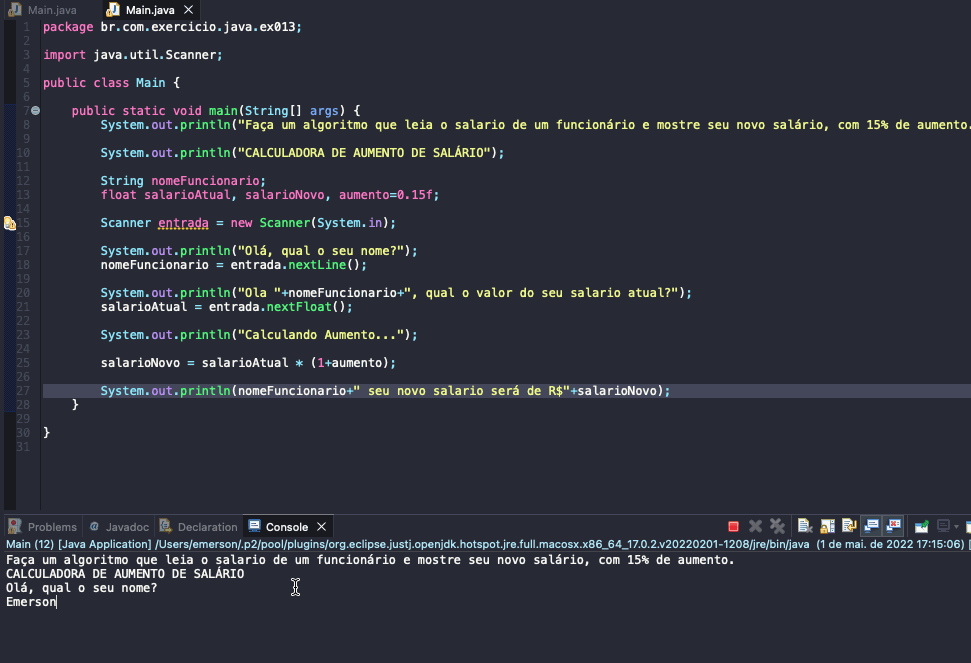 Main.java Main.java
1 package br.com.exercicio.java.ex013;
2
3 import java.util.Scanner;
4
5 public class Main {
6
7 public static void main(String[] args) {
8 System.out.println("Faça um algoritmo que leia o salario de um funcionário e mostre seu novo salário, com 15% de aumento.
9
10 System.out.println("CALCULADORA DE AUMENTO DE SALÁRIO");
11
12 String nomeFuncionario;
13 float salarioAtual, salarioNovo, aumento=0.15f;
14
15 Scanner entrada = new Scanner(System.in);
16
17 System.out.println("Olá, qual o seu nome?");
18 nomeFuncionario = entrada.nextLine();
19
20 System.out.println("Ola "+nomeFuncionario+", qual o valor do seu salario atual?");
21 salarioAtual = entrada.nextFloat();
22
23 System.out.println("Calculando Aumento...");
24
25 salarioNovo = salarioAtual * (1+aumento);
26
27 System.out.println(nomeFuncionario+" seu novo salario será de R$"+salarioNovo);
28 }
29
30 }
31
Problems Javadoc Declaration Console
Main (12) [Java Application] /Users/emerson/.p2/pool/plugins/org.eclipse.justj.openjdk.hotspot.jre.full.macosx.x86_64_17.0.2.v20220201-1208/jre/bin/java (1 de mai. de 2022 17:15:06) [
Faça um algoritmo que leia o salario de um funcionário e mostre seu novo salário, com 15% de aumento.
CALCULADORA DE AUMENTO DE SALÁRIO
Olá, qual o seu nome?
Emerson